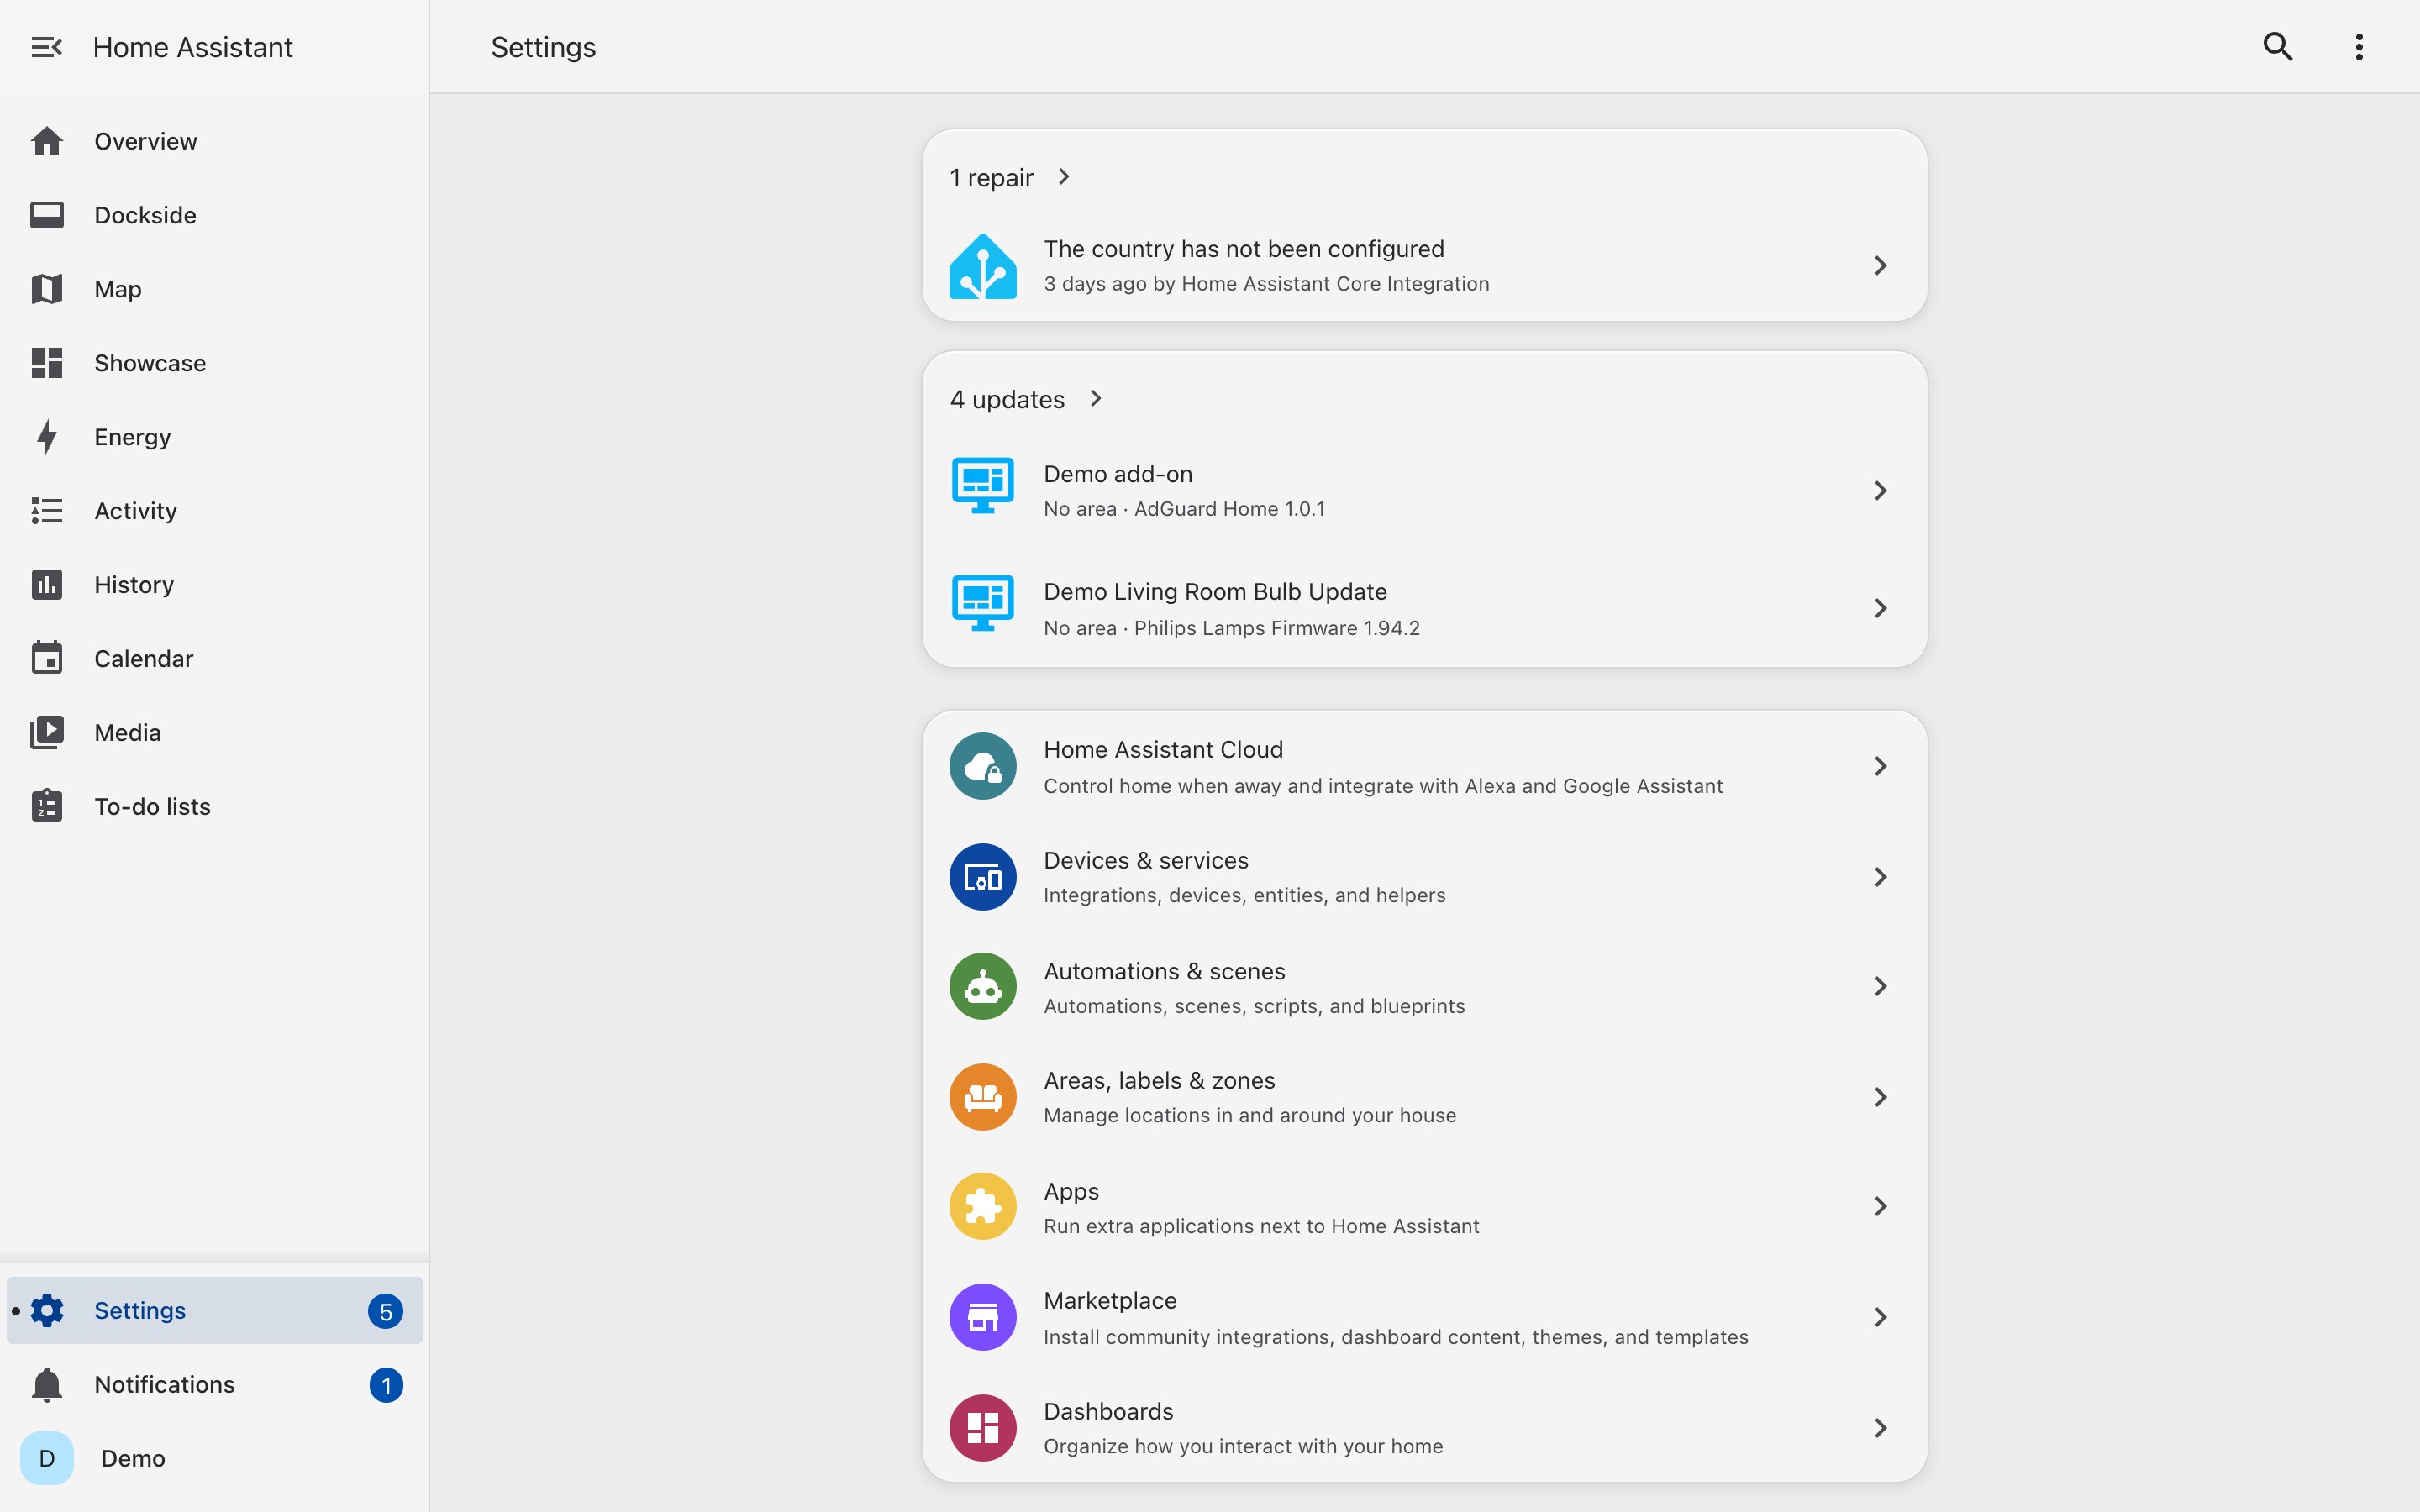 Home Assistant
Overview
Dockside
Map
Showcase
Energy
Activity
History
Calendar
Media
To-do lists
Settings
5
Notifications
1
D
Demo
Settings
1 repair
The country has not been configured
3 days ago by Home Assistant Core Integration
4 updates
Demo add-on
No area · AdGuard Home 1.0.1
Demo Living Room Bulb Update
No area · Philips Lamps Firmware 1.94.2
Home Assistant Cloud
Control home when away and integrate with Alexa and Google Assistant
Devices & services
Integrations, devices, entities, and helpers
Automations & scenes
Automations, scenes, scripts, and blueprints
Areas, labels & zones
Manage locations in and around your house
Apps
Run extra applications next to Home Assistant
Marketplace
Install community integrations, dashboard content, themes, and templates
Dashboards
Organize how you interact with your home